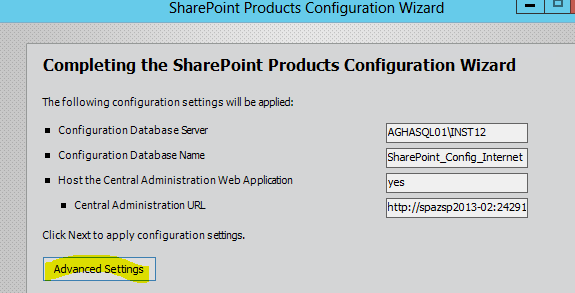 SharePoint Products Configuration Wizard
Completing the SharePoint Products Configuration Wizard
The following configuration settings will be applied:
Configuration Database Server AGHASQL01\INST12
Configuration Database Name SharePoint_Config_Internet
Host the Central Administration Web Application yes
Central Administration URL http://spazsp2013-02:24291
Click Next to apply configuration settings.
Advanced Settings